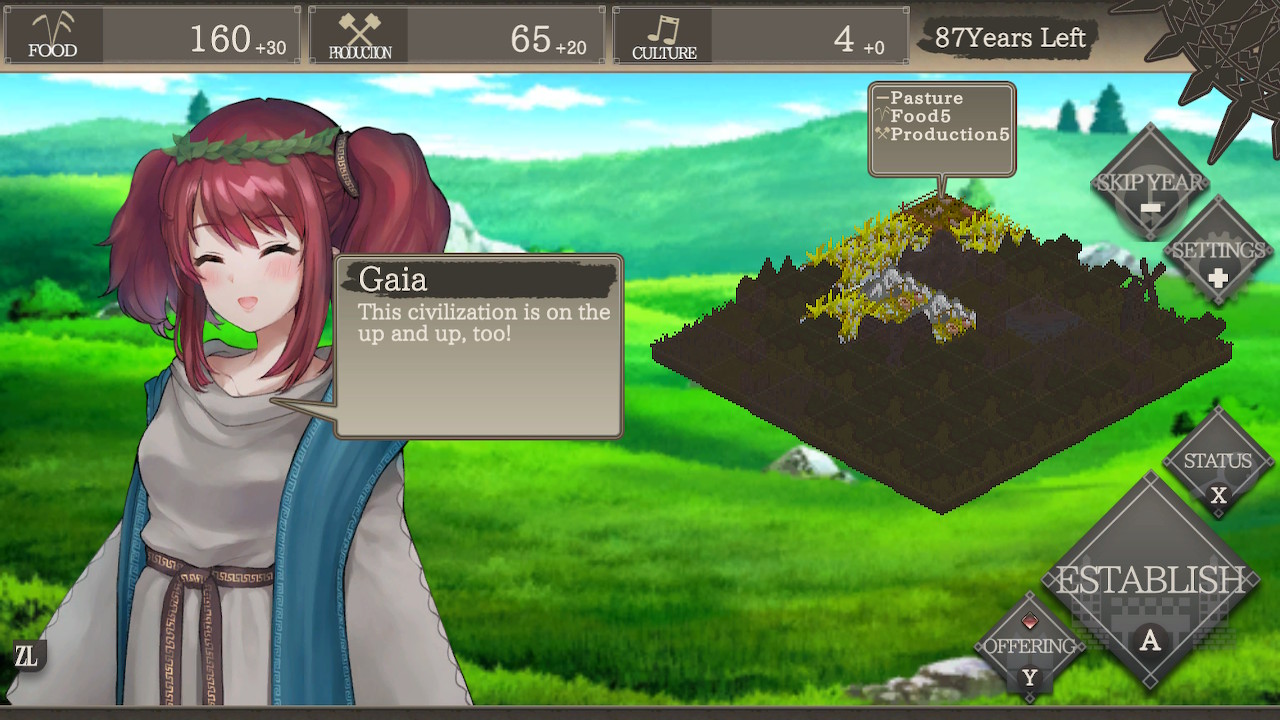 FOOD
160 +30
PRODUCTION
65 +20
CULTURE
4 +0
87Years Left
Pasture
Food5
Production5
SKIP YEAR
SETTINGS
Gaia
This civilization is on the
up and up, too!
STATUS
X
ESTABLISH
A
OFFERING
Y
ZL